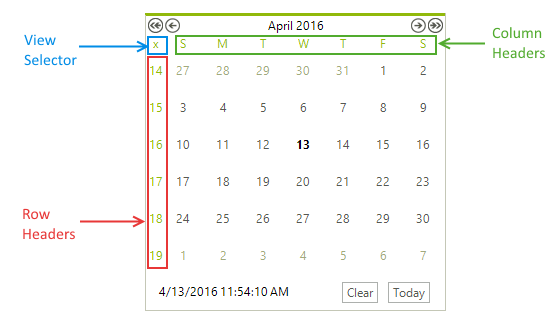 April 2016
View
Selector
x S M T W T F S
Column
Headers
14 27 28 29 30 31 1 2
15 3 4 5 6 7 8 9
16 10 11 12 13 14 15 16
17 17 18 19 20 21 22 23
Row
Headers
18 24 25 26 27 28 29 30
19 1 2 3 4 5 6 7
4/13/2016 11:54:10 AM Clear Today